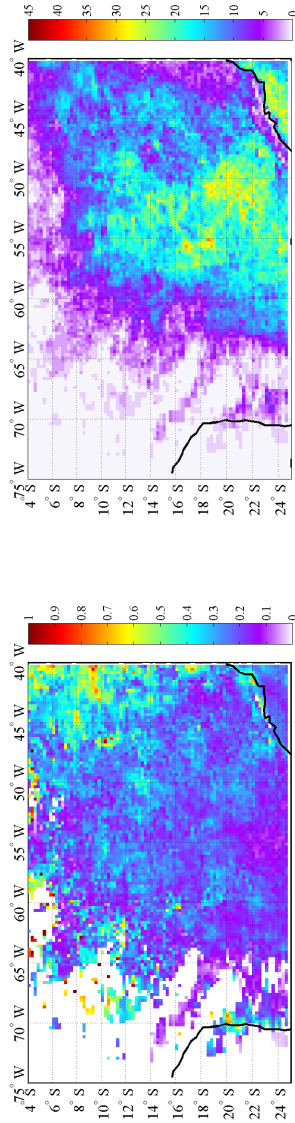 75° W
70° W
65° W
60° W
55° W
50° W
45° W
40° W
4° S
6° S
8° S
10° S
12° S
14° S
16° S
18° S
20° S
22° S
24° S
1
0.9
0.8
0.7
0.6
0.5
0.4
0.3
0.2
0.1
0
75° W
70° W
65° W
60° W
55° W
50° W
45° W
40° W
4° S
6° S
8° S
10° S
12° S
14° S
16° S
18° S
20° S
22° S
24° S
45
40
35
30
25
20
15
10
5
0